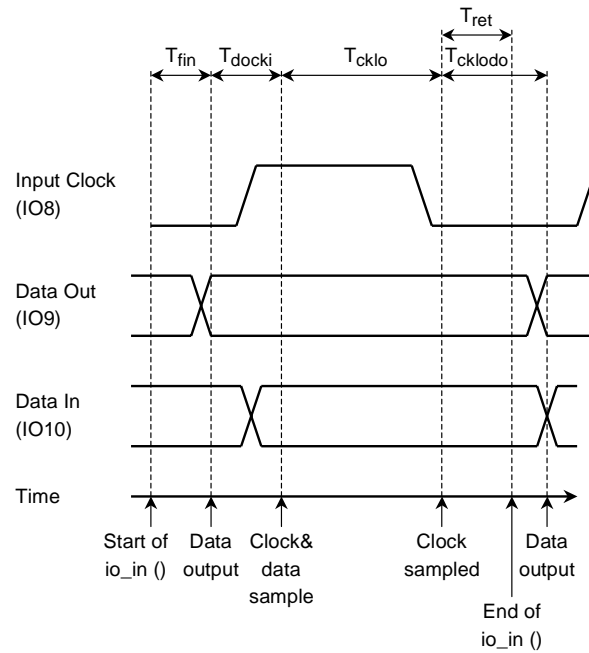 Tret
Tfin
Tdocki
Tcklo
Tcklodo
Input Clock
(IO8)
Data Out
(IO9)
Data In
(IO10)
Time
Start of
io_in ()
Data
output
Clock&
data
sample
Clock
sampled
Data
output
End of
io_in ()